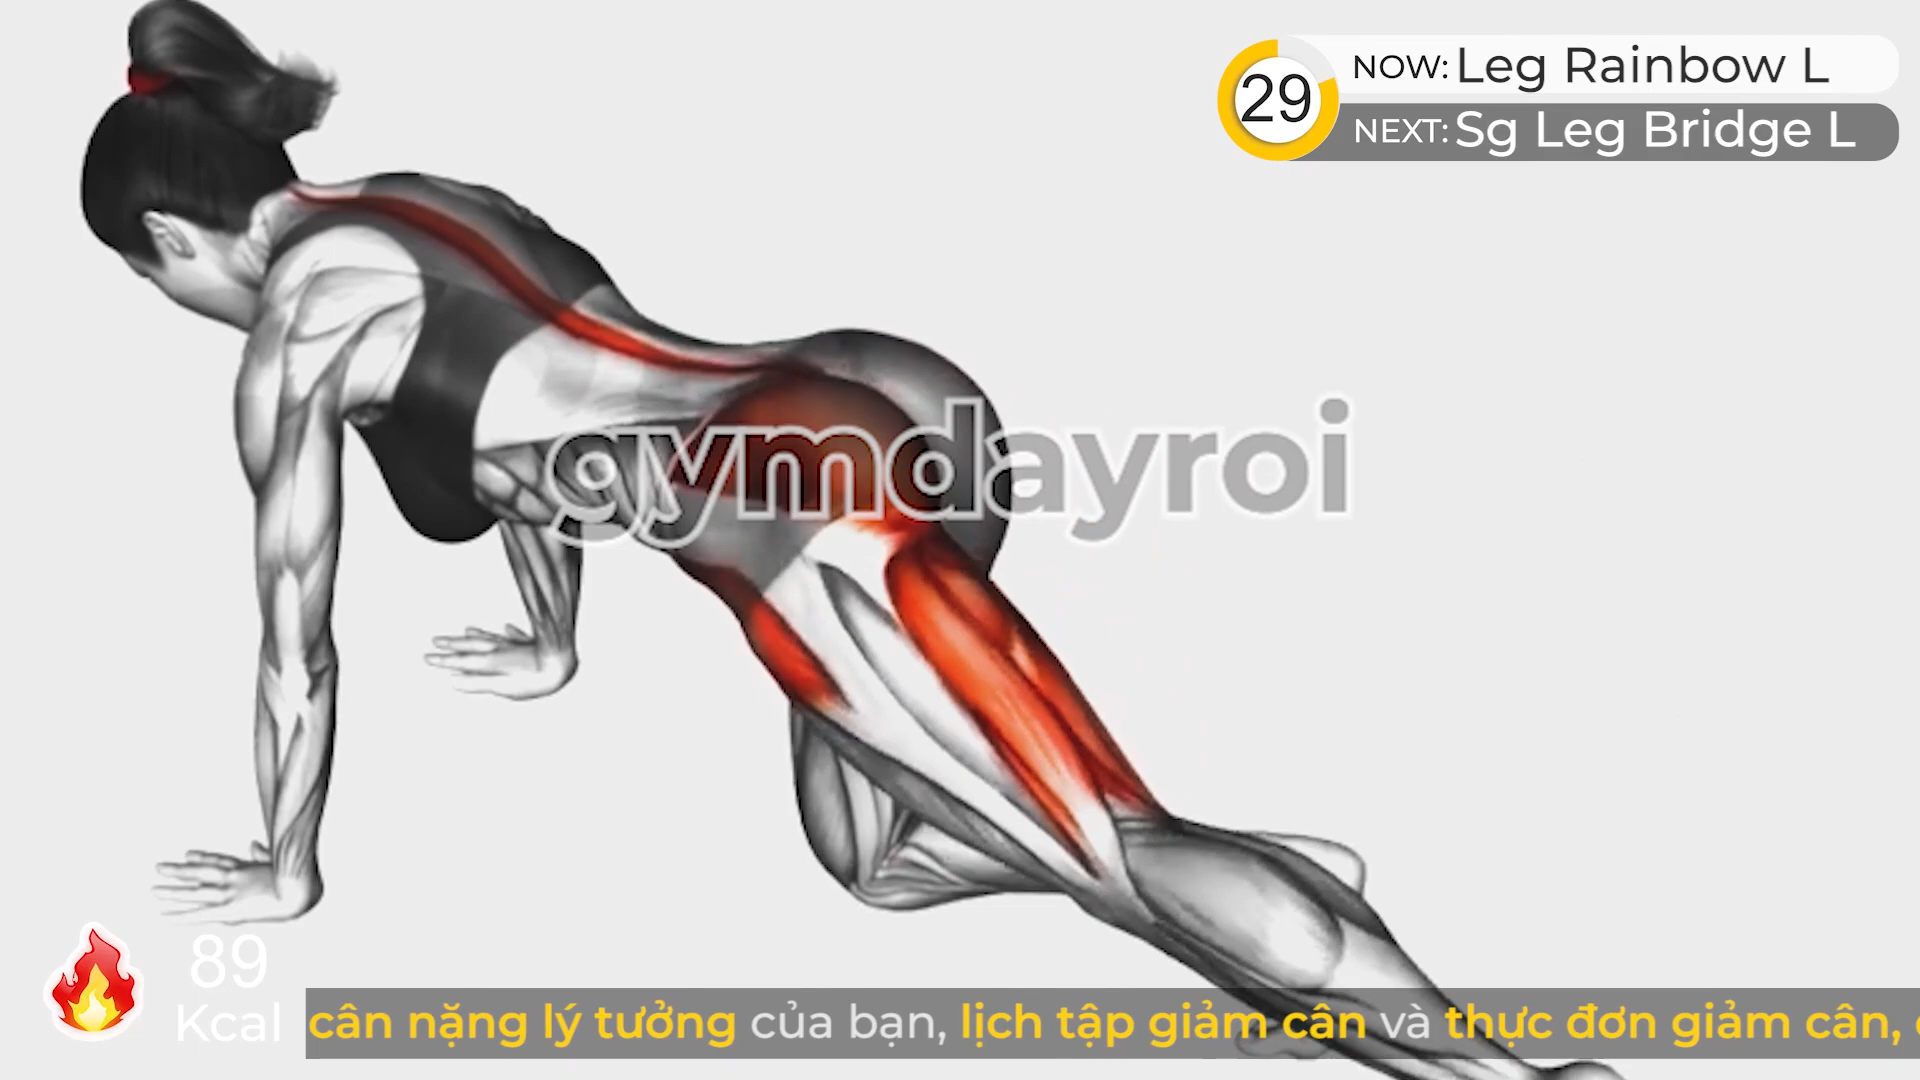 29
NOW: Leg Rainbow L
NEXT: Sg Leg Bridge L
gymdayroi
89
Kcal
cân nặng lý tưởng của bạn, lịch tập giảm cân và thực đơn giảm cân,